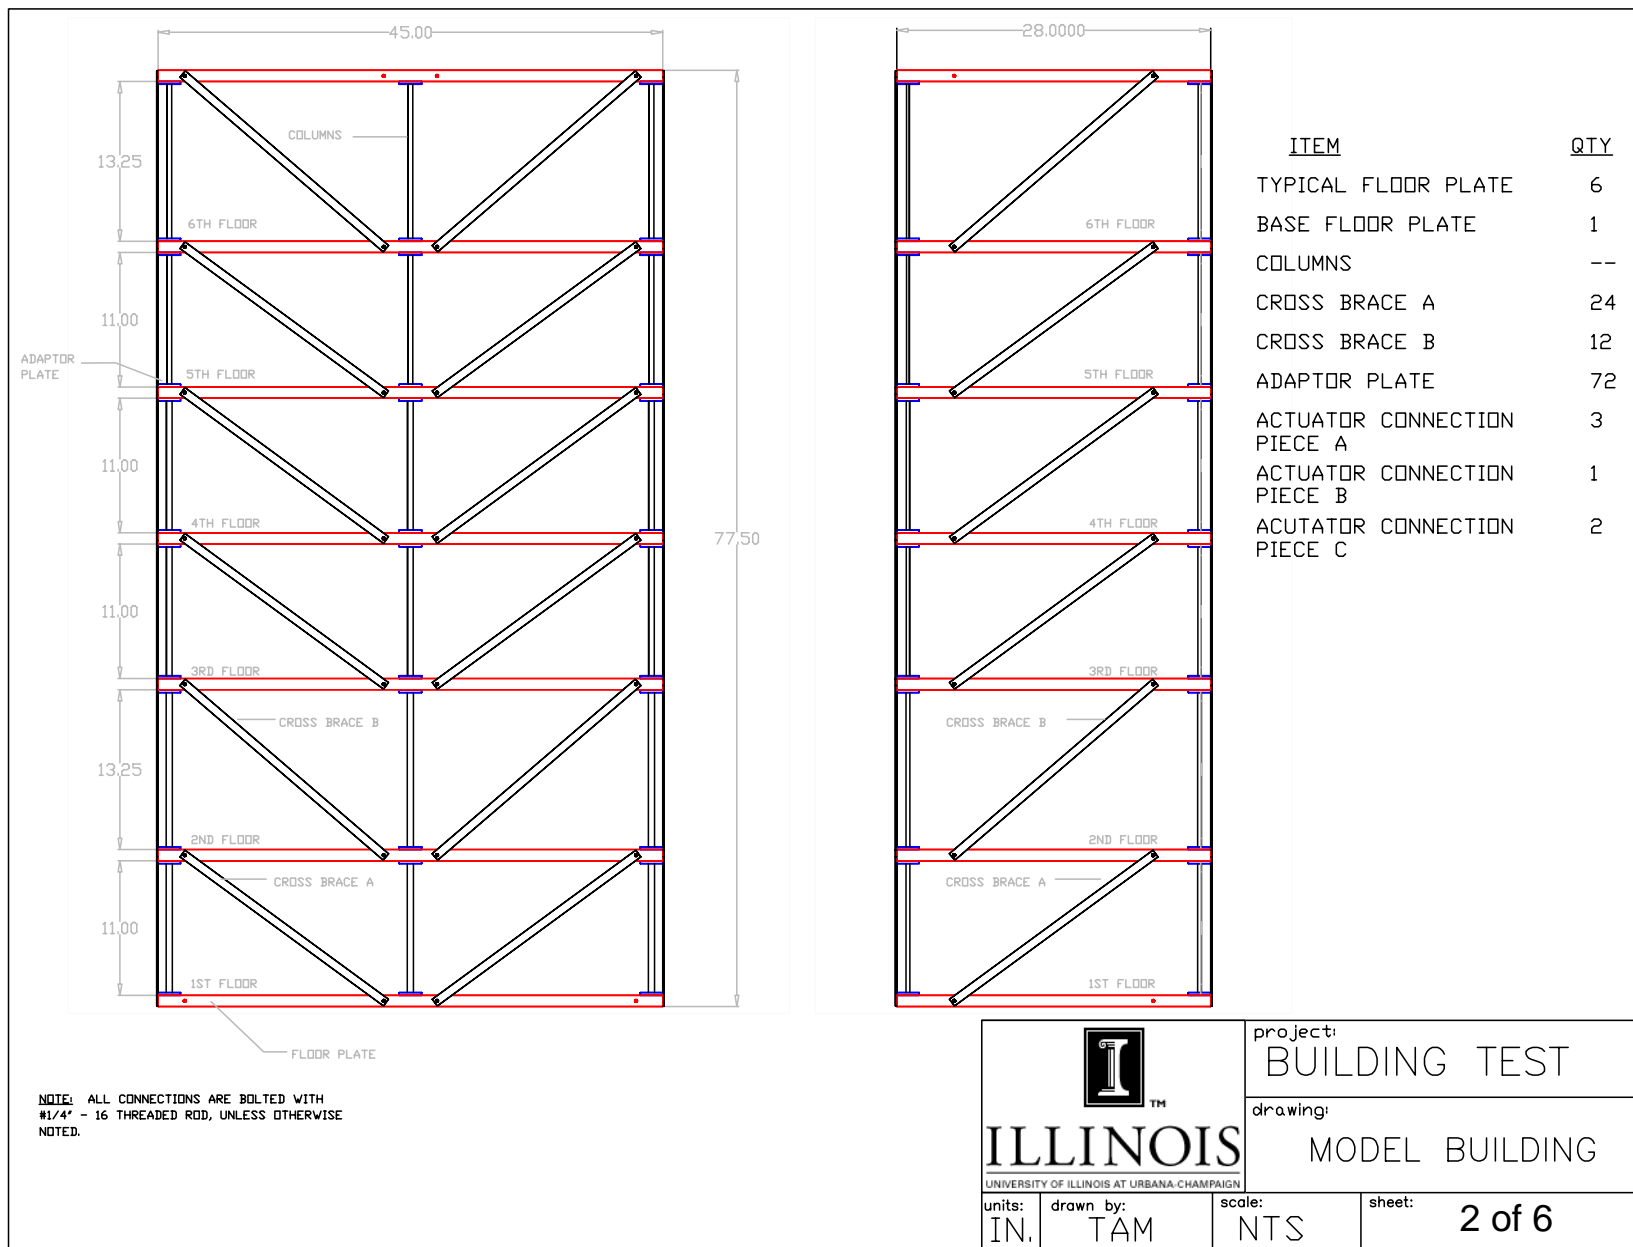 45.00
28.0000
COLUMNS
13.25
6TH FLOOR
11.00
ADAPTOR
PLATE
5TH FLOOR
11.00
4TH FLOOR
77.50
11.00
3RD FLOOR
CROSS BRACE B
13.25
2ND FLOOR
CROSS BRACE A
11.00
1ST FLOOR
FLOOR PLATE
6TH FLOOR
5TH FLOOR
4TH FLOOR
3RD FLOOR
CROSS BRACE B
2ND FLOOR
CROSS BRACE A
1ST FLOOR
ITEM QTY
TYPICAL FLOOR PLATE 6
BASE FLOOR PLATE 1
COLUMNS --
CROSS BRACE A 24
CROSS BRACE B 12
ADAPTOR PLATE 72
ACTUATOR CONNECTION 3
PIECE A
ACTUATOR CONNECTION 1
PIECE B
ACUTATOR CONNECTION 2
PIECE C
NOTE: ALL CONNECTIONS ARE BOLTED WITH
#1/4" - 16 THREADED ROD, UNLESS OTHERWISE
NOTED.
I TM
ILLINOIS
UNIVERSITY OF ILLINOIS AT URBANA-CHAMPAIGN
project:
BUILDING TEST
drawing:
MODEL BUILDING
units:
IN.
drawn by:
TAM
scale:
NTS
sheet:
2 of 6